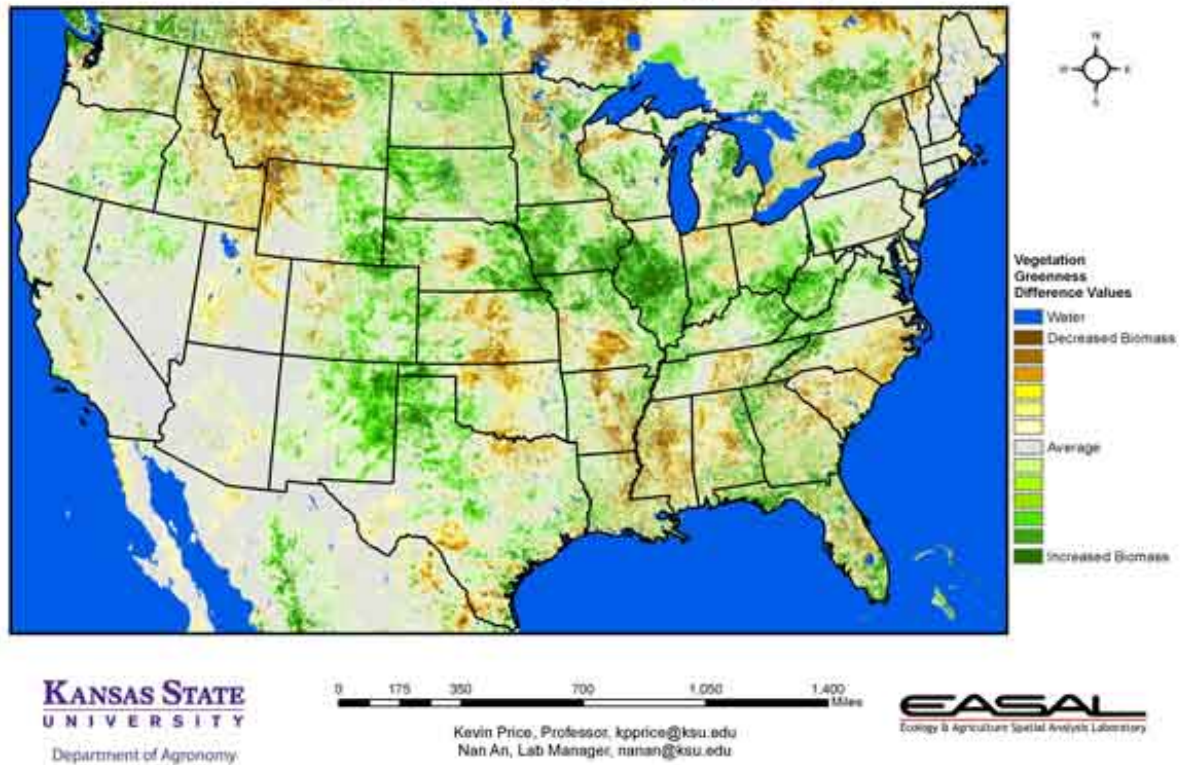 N
W E
S
Vegetation
Greenness
Difference Values
Water
Decreased Biomass
Average
Increased Biomass
KANSAS STATE
UNIVERSITY
Department of Agronomy
0 175 350 700 1,050 1,400
Miles
Kevin Price, Professor, kpprice@ksu.edu
Nan An, Lab Manager, nanan@ksu.edu
EASAL
Ecology & Agriculture Spatial Analysis Laboratory